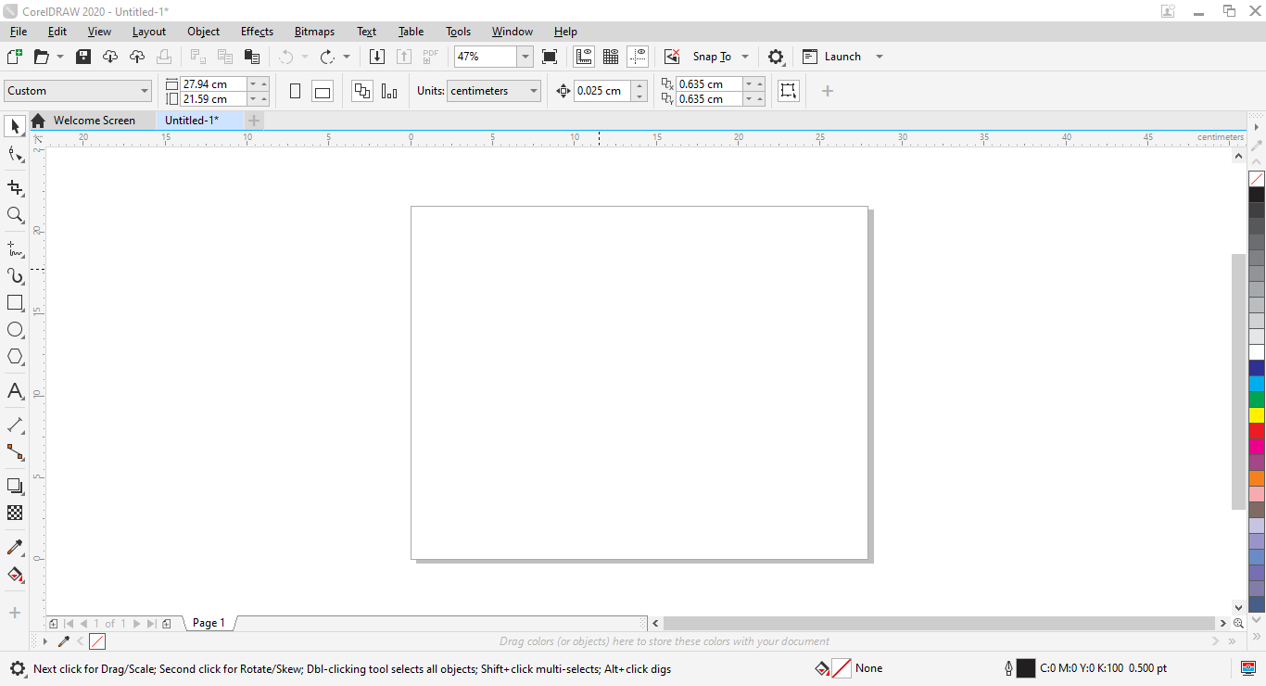 CorelDRAW 2020 - Untitled-1*
File Edit View Layout Object Effects Bitmaps Text Table Tools Window Help
47% PDF Snap To Launch
Custom 27.94 cm 21.59 cm Units: centimeters 0.025 cm 0.635 cm 0.635 cm
Welcome Screen Untitled-1*
20 15 10 5 0 5 10 15 20 25 30 35 40 45 centimeters
20
15
10
5
0
1 of 1 Page 1
Drag colors (or objects) here to store these colors with your document
Next click for Drag/Scale; Second click for Rotate/Skew; Dbl-clicking tool selects all objects; Shift+click multi-selects; Alt+click digs None C:0 M:0 Y:0 K:100 0.500 pt